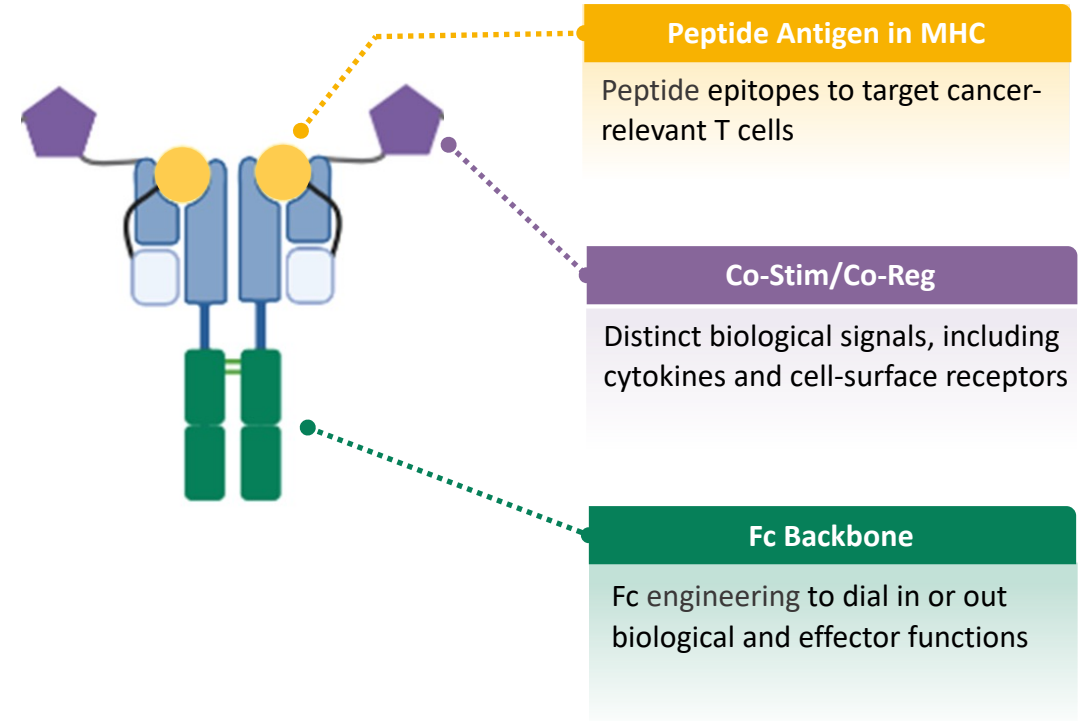 Peptide Antigen in MHC
Peptide epitopes to target cancer-
relevant T cells
Co-Stim/Co-Reg
Distinct biological signals, including
cytokines and cell-surface receptors
Fc Backbone
Fc engineering to dial in or out
biological and effector functions